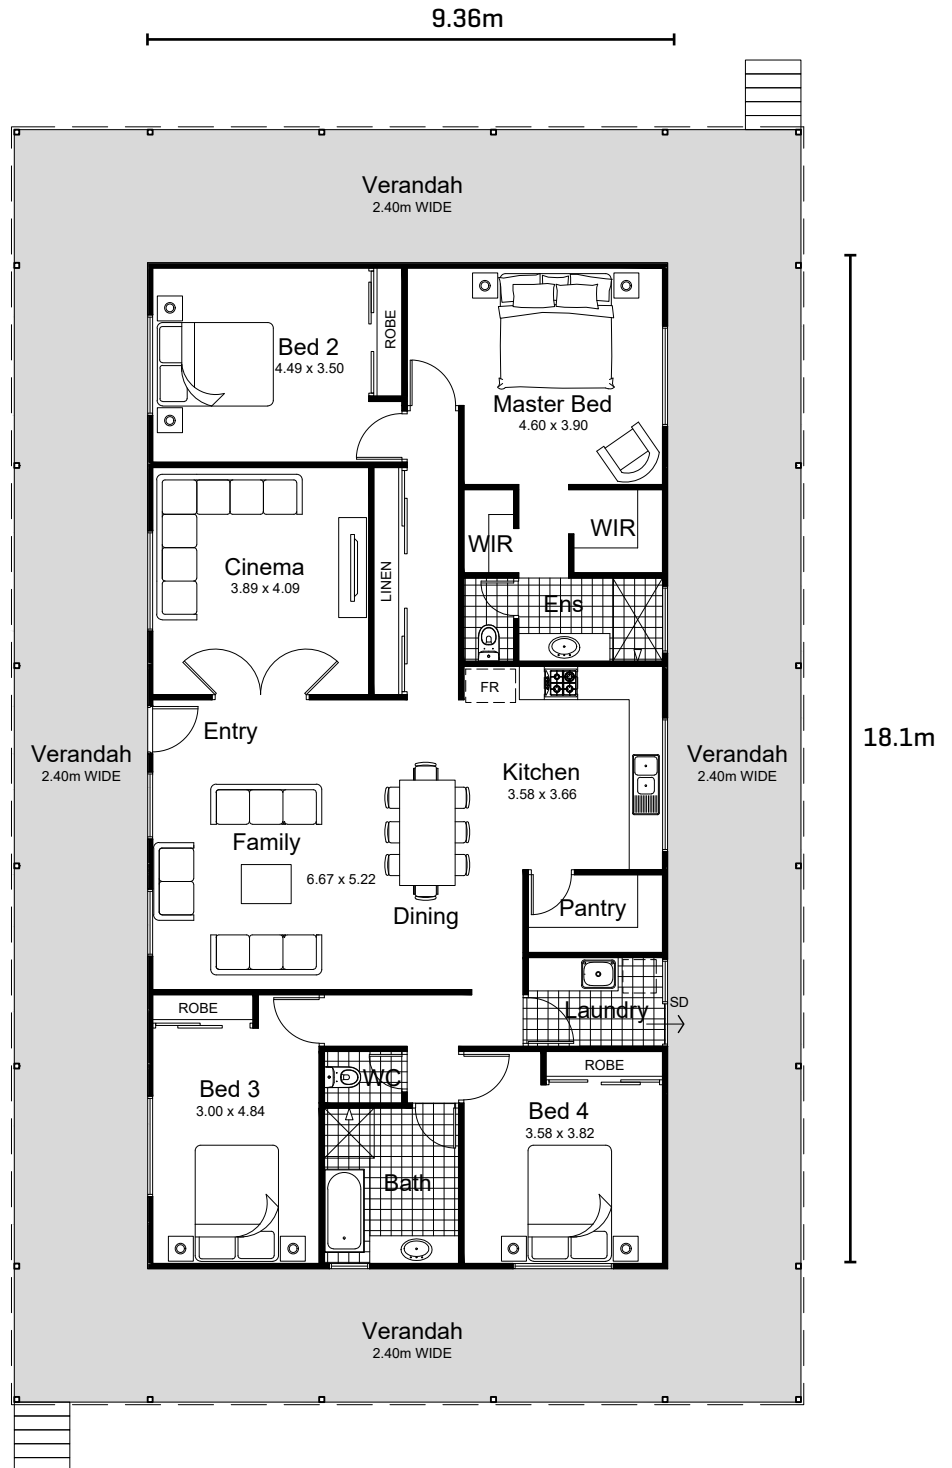 9.36m
Verandah
2.40m WIDE
Bed 2
4.49 x 3.50
ROBE
Master Bed
4.60 x 3.90
Cinema
3.89 x 4.09
LINEN
WIR
WIR
Ens
FR
Entry
Verandah
2.40m WIDE
Kitchen
3.58 x 3.66
Verandah
2.40m WIDE
18.1m
Family
6.67 x 5.22
Dining
Pantry
ROBE
Laundry
SD
Bed 3
3.00 x 4.84
WC
ROBE
Bed 4
3.58 x 3.82
Bath
Verandah
2.40m WIDE